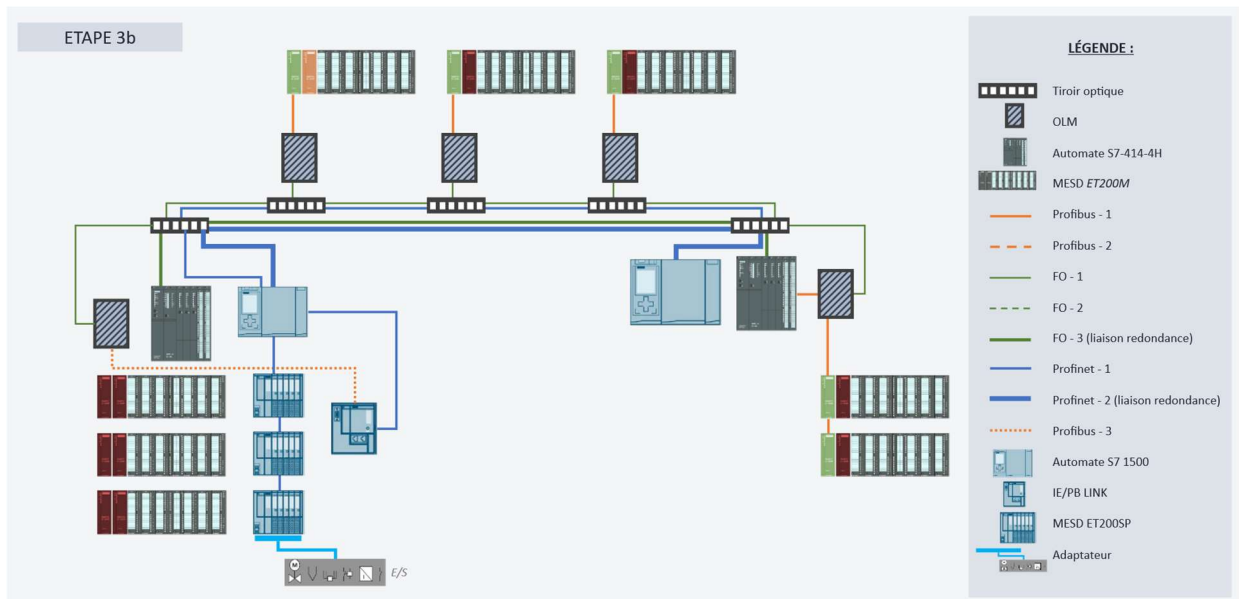 ETAPE 3b
LÉGENDE :
Tiroir optique
OLM
Automate S7-414-4H
MESD ET200M
Profibus - 1
Profibus - 2
FO - 1
FO - 2
FO - 3 (liaison redondance)
Profinet - 1
Profinet - 2 (liaison redondance)
Profibus - 3
Automate S7 1500
IE/PB LINK
MESD ET200SP
Adaptateur
M
E/S